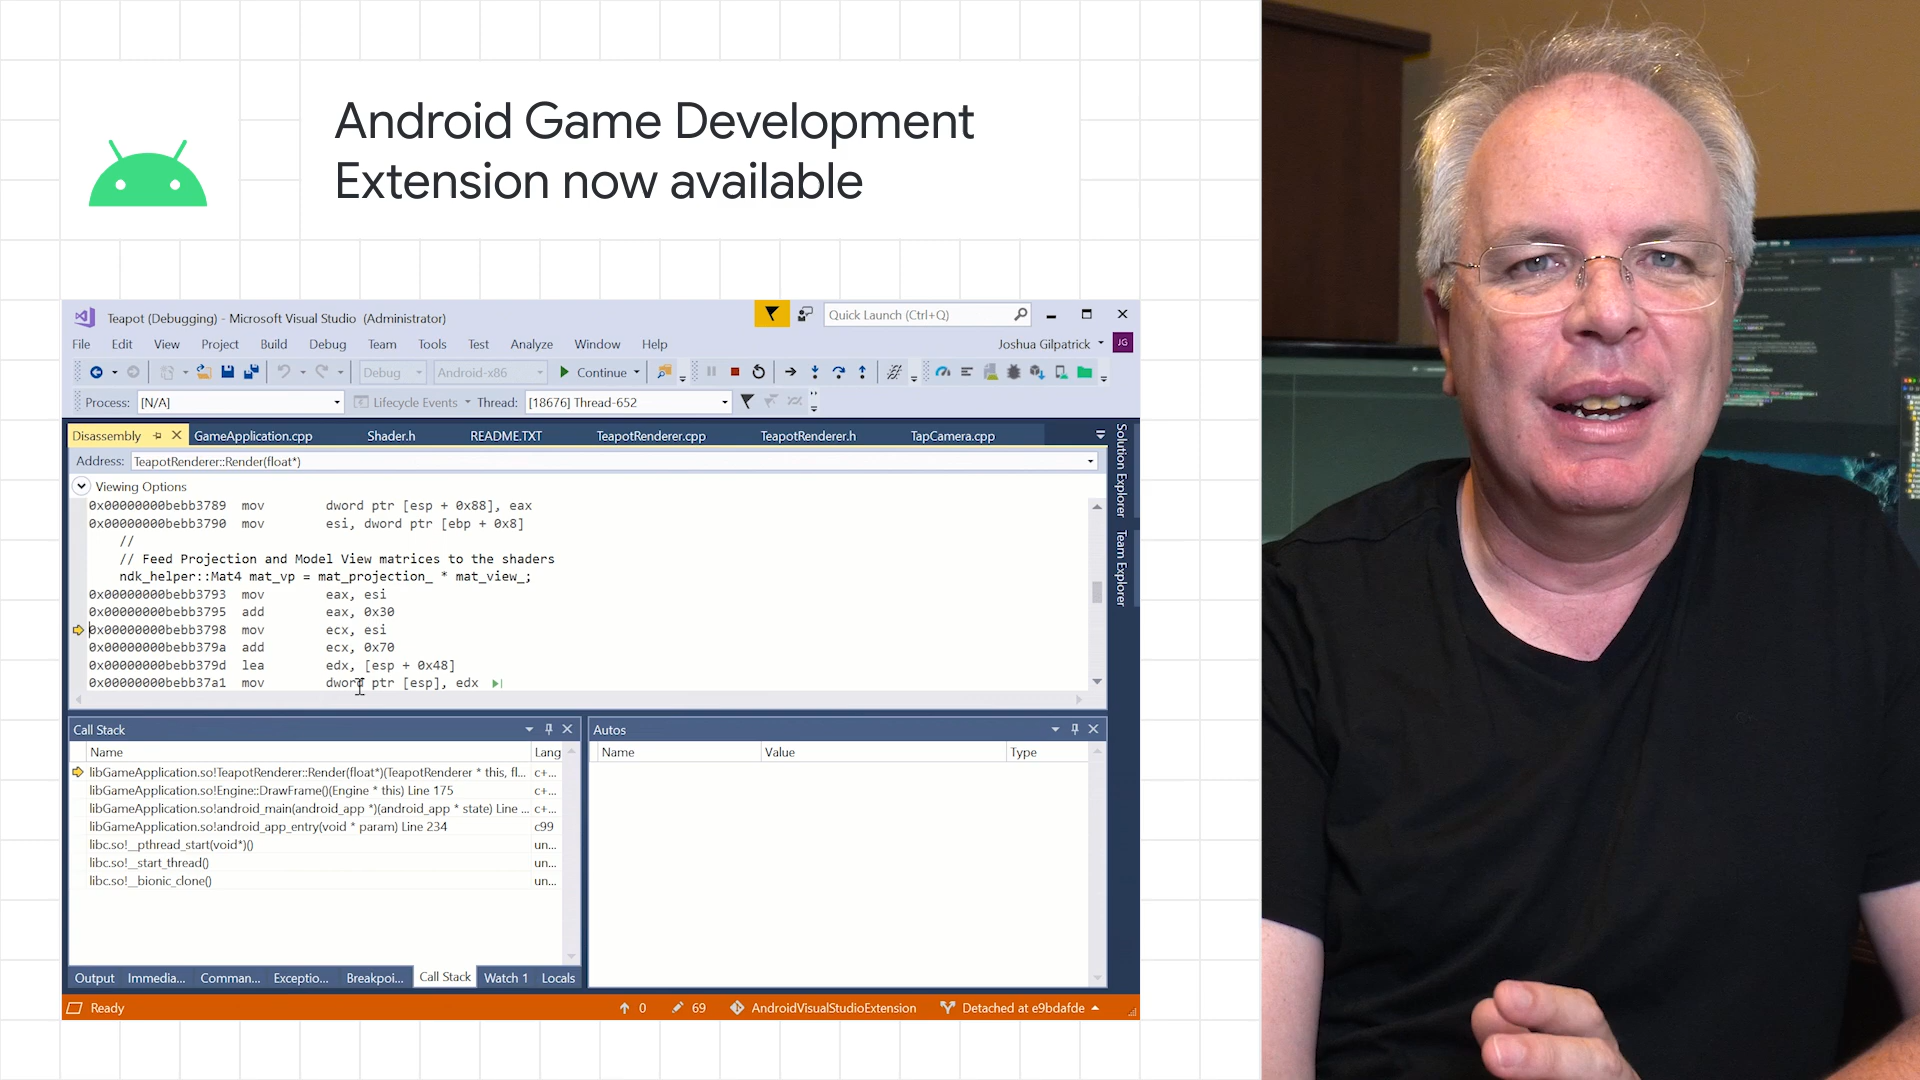 Android Game Development
Extension now available
Teapot (Debugging) - Microsoft Visual Studio (Administrator)
Quick Launch (Ctrl+Q)
File Edit View Project Build Debug Team Tools Test Analyze Window Help
Joshua Gilpatrick JG
Debug Android-x86 Continue
Process: [N/A] Lifecycle Events Thread: [18676] Thread-652
Disassembly GameApplication.cpp Shader.h README.TXT TeapotRenderer.cpp TeapotRenderer.h TapCamera.cpp
Solution Explorer
Team Explorer
Address: TeapotRenderer::Render(float*)
Viewing Options
0x00000000bebb3789 mov dword ptr [esp + 0x88], eax
0x00000000bebb3790 mov esi, dword ptr [ebp + 0x8]
//
// Feed Projection and Model View matrices to the shaders
ndk_helper::Mat4 mat_vp = mat_projection_ * mat_view_;
0x00000000bebb3793 mov eax, esi
0x00000000bebb3795 add eax, 0x30
0x00000000bebb3798 mov ecx, esi
0x00000000bebb379a add ecx, 0x70
0x00000000bebb379d lea edx, [esp + 0x48]
0x00000000bebb37a1 mov dword ptr [esp], edx
Call Stack
Name Lang
libGameApplication.so!TeapotRenderer::Render(float*)(TeapotRenderer * this, fl... c+...
libGameApplication.so!Engine::DrawFrame()(Engine * this) Line 175 c+...
libGameApplication.so!android_main(android_app *)(android_app * state) Line ... c+...
libGameApplication.so!android_app_entry(void * param) Line 234 c99
libc.so!__pthread_start(void*)() un...
libc.so!__start_thread() un...
libc.so!__bionic_clone() un...
Autos
Name Value Type
Output Immedia... Comman... Exceptio... Breakpoi... Call Stack Watch 1 Locals
Ready 0 69 AndroidVisualStudioExtension Detached at e9bdafde